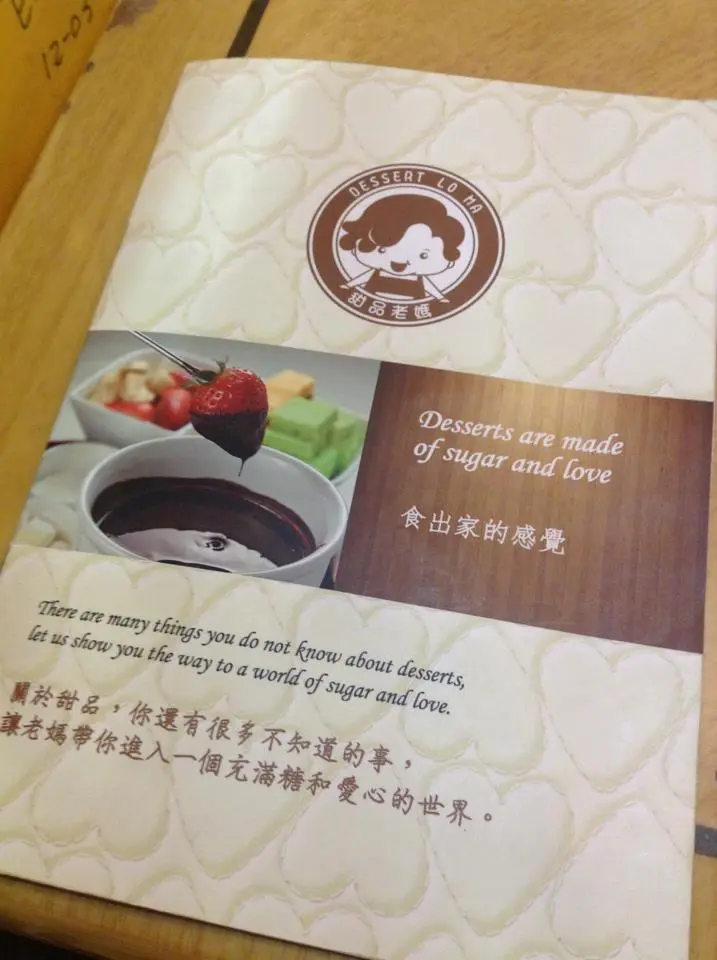 12-03
DESSERT LO MA
甜品老媽
Desserts are made
of sugar and love
食出家的感覺
There are many things you do not know about desserts,
let us show you the way to a world of sugar and love.
關於甜品，你還有很多不知道的事，
讓老媽帶你進入一個充滿糖和愛心的世界。